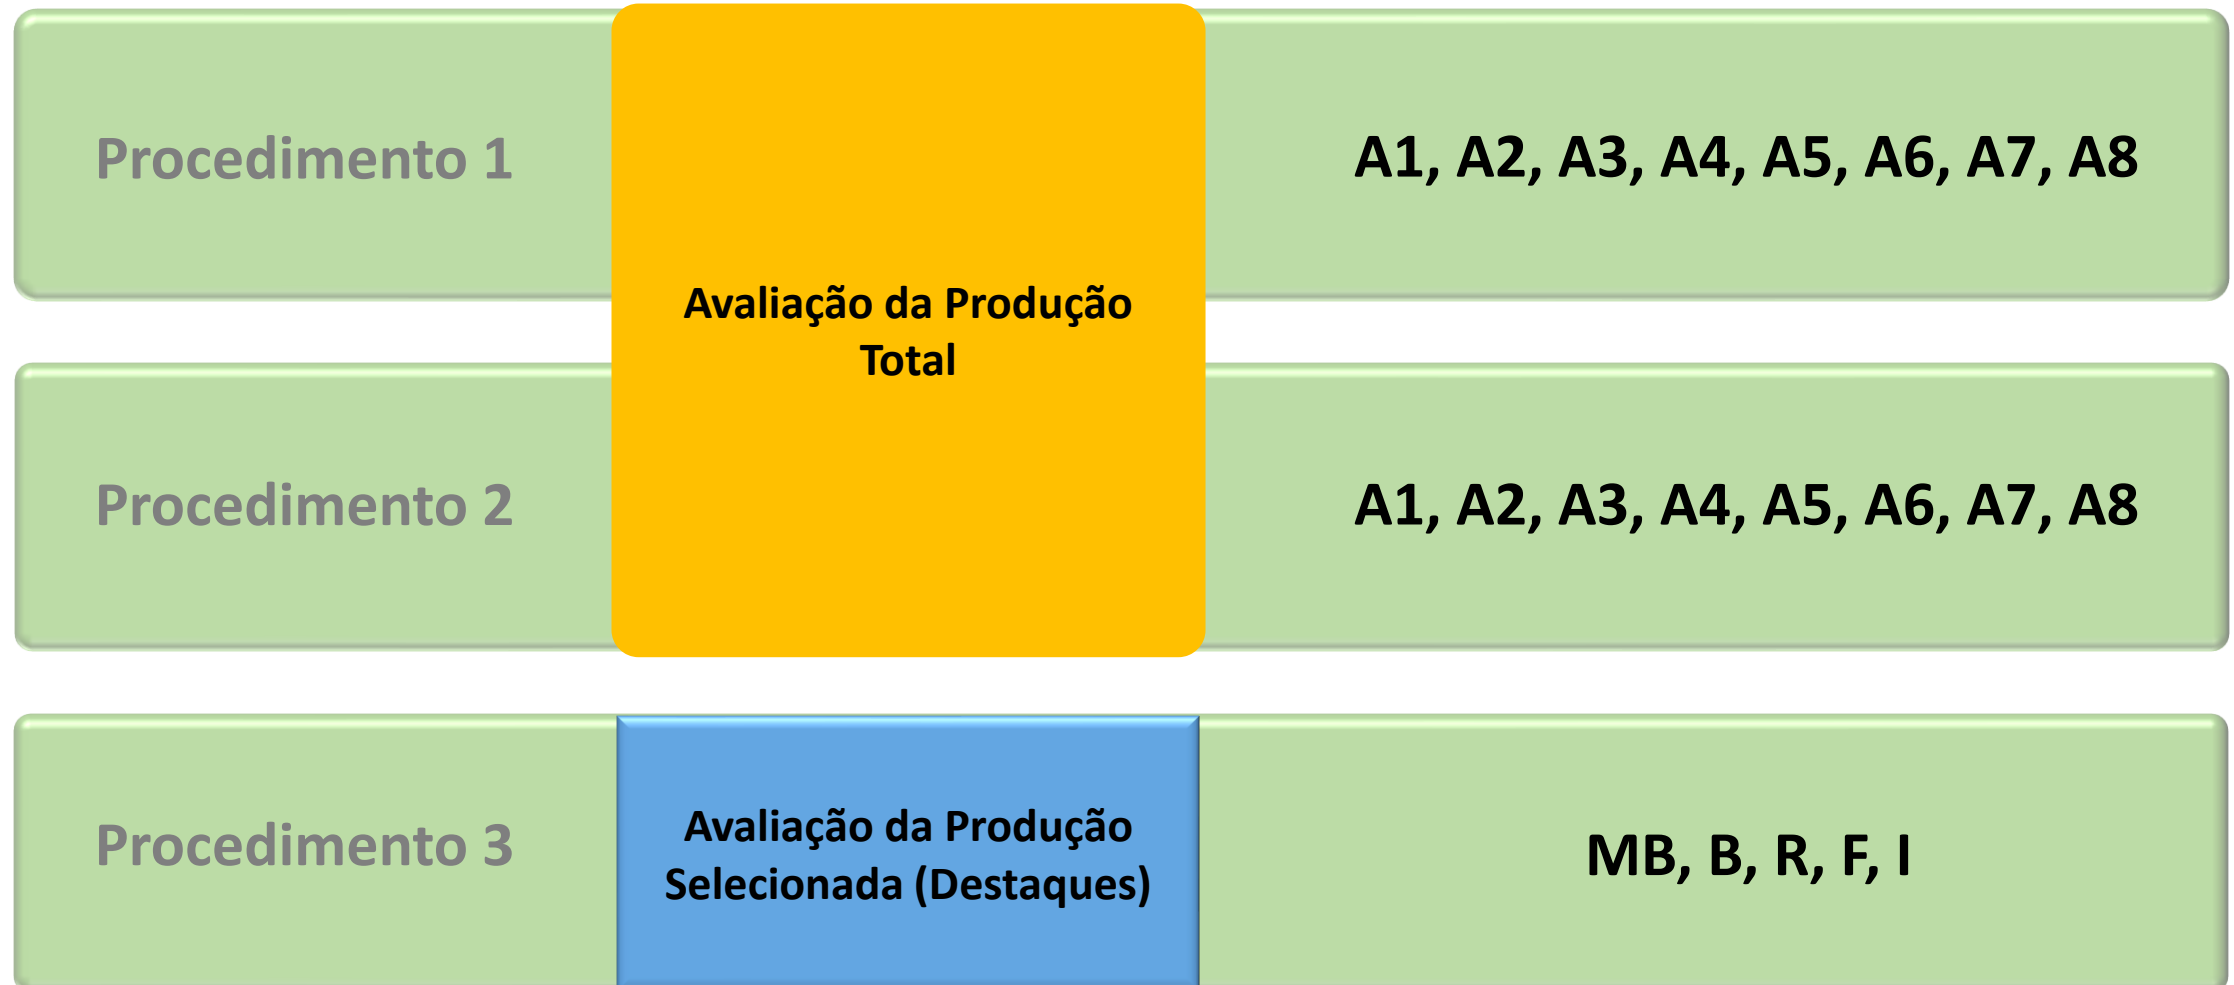 Procedimento 1
A1, A2, A3, A4, A5, A6, A7, A8
Avaliação da Produção
Total
Procedimento 2
A1, A2, A3, A4, A5, A6, A7, A8
Procedimento 3
Avaliação da Produção
Selecionada (Destaques)
MB, B, R, F, I